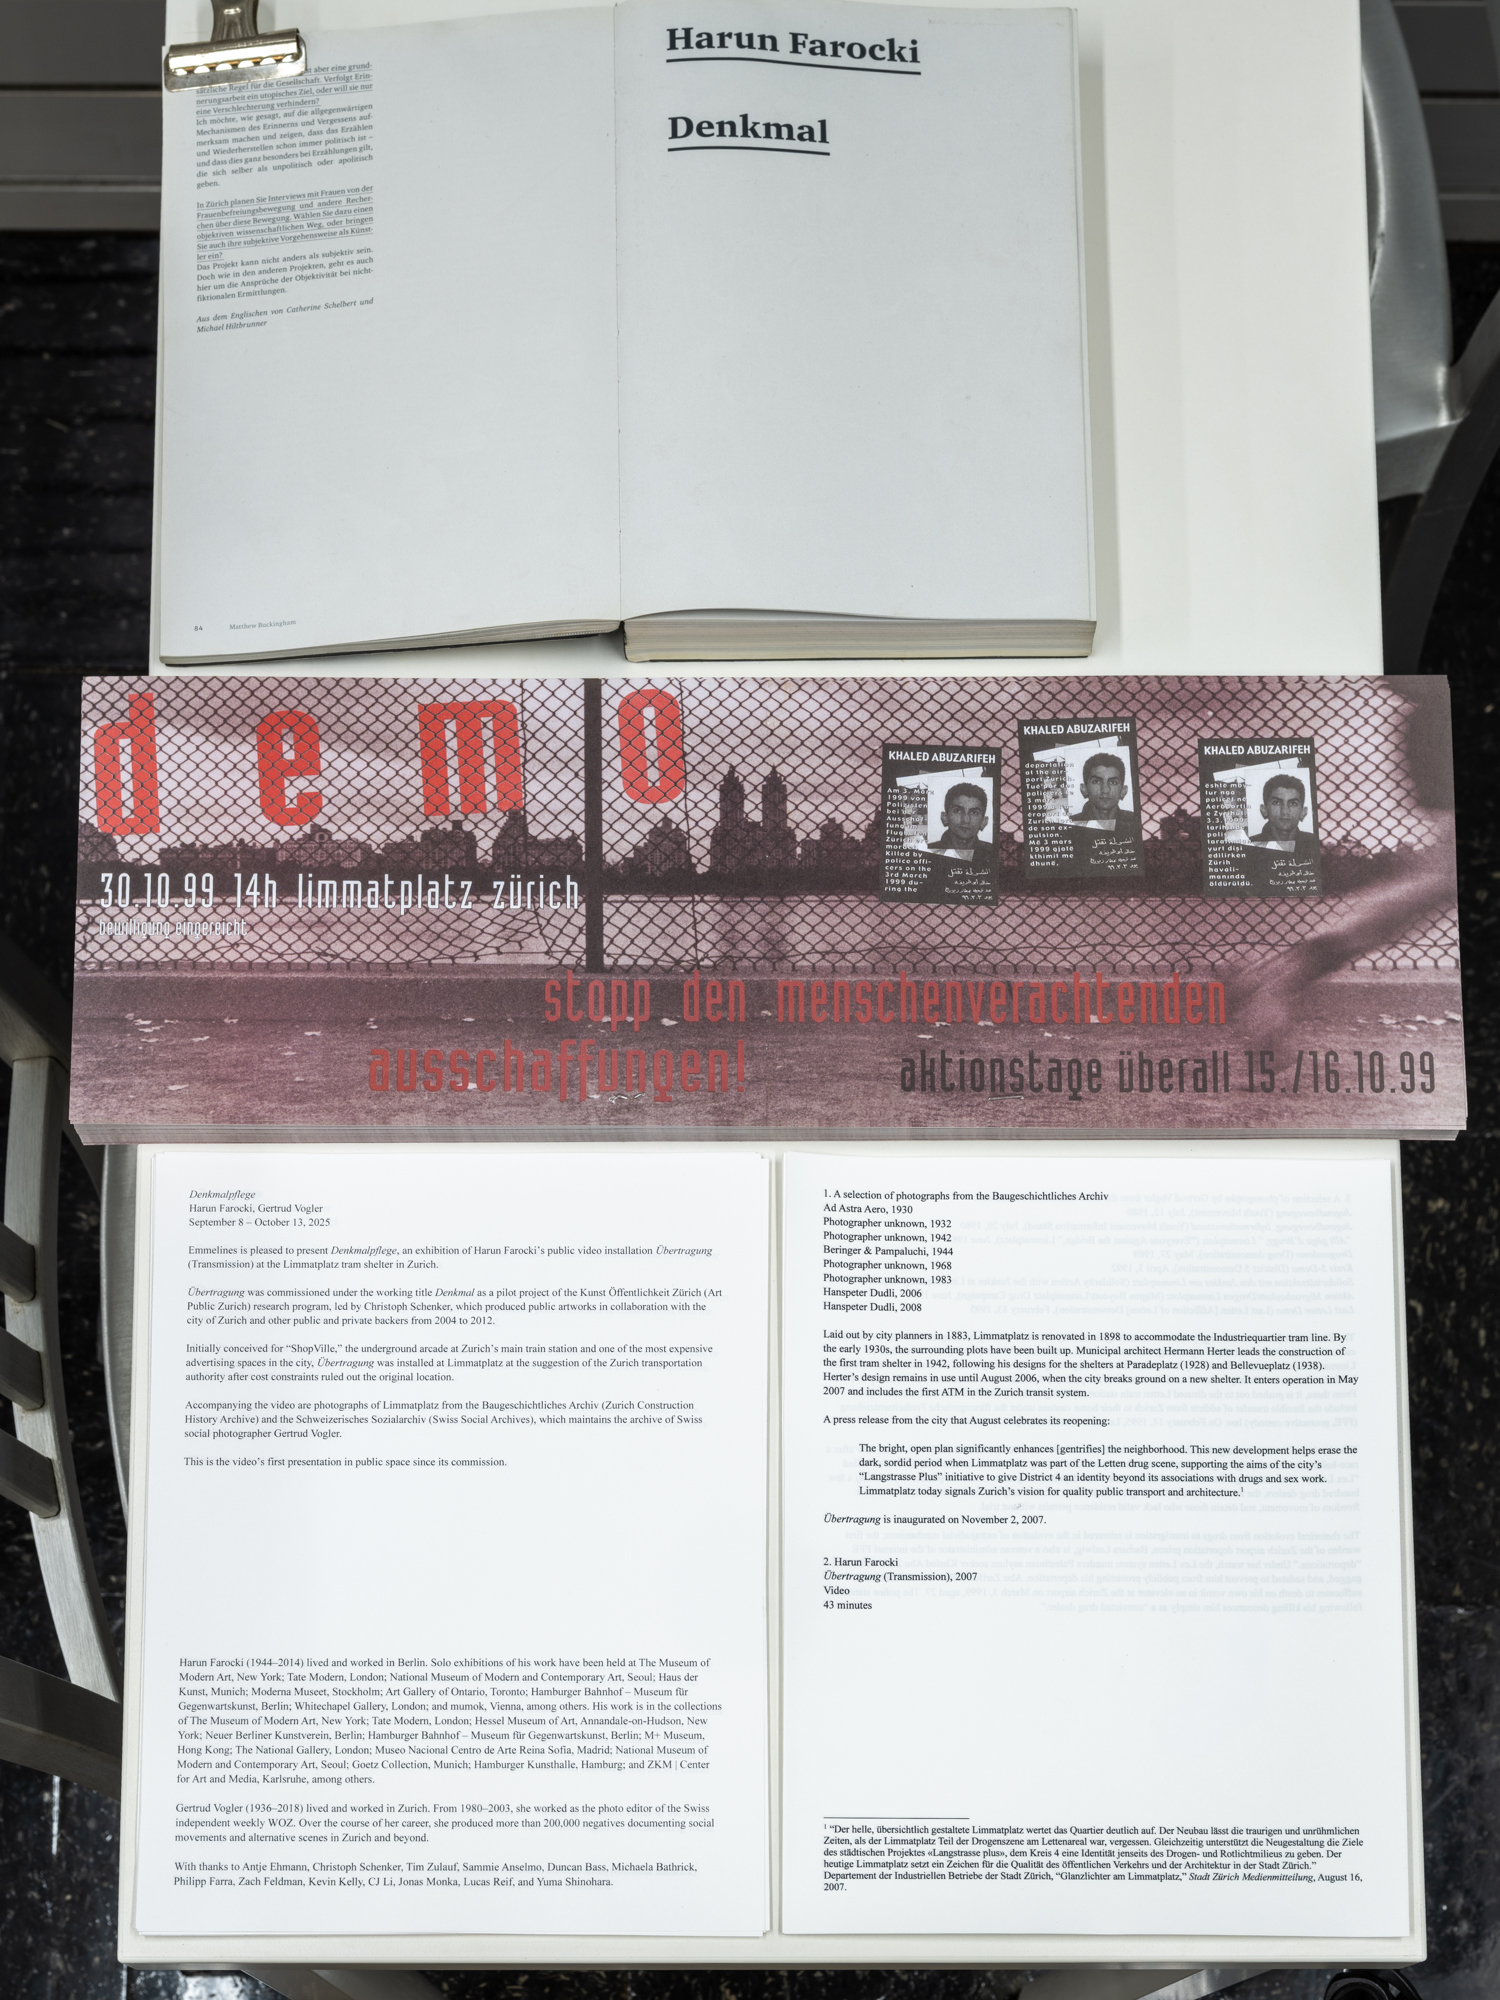 st aber eine grund-
sätzliche Regel für die Gesellschaft. Verfolgt Erin-
nerungsarbeit ein utopisches Ziel, oder will sie nur
eine Verschlechterung verhindern?
Ich möchte, wie gesagt, auf die allgegenwärtigen
Mechanismen des Erinnerns und Vergessens auf-
merksam machen und zeigen, dass das Erzählen
und Wiederherstellen schon immer politisch ist –
und dass dies ganz besonders bei Erzählungen gilt,
die sich selber als unpolitisch oder apolitisch
geben.
In Zürich planen Sie Interviews mit Frauen von der
Frauenbefreiungsbewegung und andere Recher-
chen über diese Bewegung. Wählen Sie dazu einen
objektiven wissenschaftlichen Weg, oder bringen
Sie auch ihre subjektive Vorgehensweise als Künst-
ler ein?
Das Projekt kann nicht anders als subjektiv sein.
Doch wie in den anderen Projekten, geht es auch
hier um die Ansprüche der Objektivität bei nicht-
fiktionalen Ermittlungen.
Aus dem Englischen von Catherine Schelbert und
Michael Hiltbrunner
84 Matthew Buckingham
Harun Farocki
Denkmal
demo
30.10.99 14h limmatplatz zürich
bewilligung eingereicht
KHALED ABUZARIFEH
Am 3. März
1999 von
Polizisten
bei der
Ausschaf-
fung im
Flughafen
Zürich er-
mordet
Killed by
police offi-
cers on the
3rd March
1999 du-
ring the
KHALED ABUZARIFEH
deportation
at the air-
port Zurich.
Tué par des
policiers
3 mars
1999
éroport
Zurich
de son ex-
pulsion.
Më 3 mars
1999 gjatë
kthimit me
dhunë,
KHALED ABUZARIFEH
është mby-
tur nga
policët në
Aeroportin
e Zyrihut
3.3.
tarihinde
polis
tarafından
yurt dışı
edilirken
Zürih
havali-
manında
öldürüldü.
stopp den menschenverachtenden
ausschaffungen!
aktionstage überall 15./16.10.99
Denkmalpflege
Harun Farocki, Gertrud Vogler
September 8 – October 13, 2025
Emmelines is pleased to present Denkmalpflege, an exhibition of Harun Farocki’s public video installation Übertragung
(Transmission) at the Limmatplatz tram shelter in Zurich.
Übertragung was commissioned under the working title Denkmal as a pilot project of the Kunst Öffentlichkeit Zürich (Art
Public Zurich) research program, led by Christoph Schenker, which produced public artworks in collaboration with the
city of Zurich and other public and private backers from 2004 to 2012.
Initially conceived for “ShopVille,” the underground arcade at Zurich’s main train station and one of the most expensive
advertising spaces in the city, Übertragung was installed at Limmatplatz at the suggestion of the Zurich transportation
authority after cost constraints ruled out the original location.
Accompanying the video are photographs of Limmatplatz from the Baugeschichtliches Archiv (Zurich Construction
History Archive) and the Schweizerisches Sozialarchiv (Swiss Social Archives), which maintains the archive of Swiss
social photographer Gertrud Vogler.
This is the video’s first presentation in public space since its commission.
Harun Farocki (1944–2014) lived and worked in Berlin. Solo exhibitions of his work have been held at The Museum of
Modern Art, New York; Tate Modern, London; National Museum of Modern and Contemporary Art, Seoul; Haus der
Kunst, Munich; Moderna Museet, Stockholm; Art Gallery of Ontario, Toronto; Hamburger Bahnhof – Museum für
Gegenwartskunst, Berlin; Whitechapel Gallery, London; and mumok, Vienna, among others. His work is in the collections
of The Museum of Modern Art, New York; Tate Modern, London; Hessel Museum of Art, Annandale-on-Hudson, New
York; Neuer Berliner Kunstverein, Berlin; Hamburger Bahnhof – Museum für Gegenwartskunst, Berlin; M+ Museum,
Hong Kong; The National Gallery, London; Museo Nacional Centro de Arte Reina Sofía, Madrid; National Museum of
Modern and Contemporary Art, Seoul; Goetz Collection, Munich; Hamburger Kunsthalle, Hamburg; and ZKM | Center
for Art and Media, Karlsruhe, among others.
Gertrud Vogler (1936–2018) lived and worked in Zurich. From 1980–2003, she worked as the photo editor of the Swiss
independent weekly WOZ. Over the course of her career, she produced more than 200,000 negatives documenting social
movements and alternative scenes in Zurich and beyond.
With thanks to Antje Ehmann, Christoph Schenker, Tim Zulauf, Sammie Anselmo, Duncan Bass, Michaela Bathrick,
Philipp Farra, Zach Feldman, Kevin Kelly, CJ Li, Jonas Monka, Lucas Reif, and Yuma Shinohara.
1. A selection of photographs from the Baugeschichtliches Archiv
Ad Astra Aero, 1930
Photographer unknown, 1932
Photographer unknown, 1942
Beringer & Pampaluchi, 1944
Photographer unknown, 1968
Photographer unknown, 1983
Hanspeter Dudli, 2006
Hanspeter Dudli, 2008
Laid out by city planners in 1883, Limmatplatz is renovated in 1898 to accommodate the Industriequartier tram line. By
the early 1930s, the surrounding plots have been built up. Municipal architect Hermann Herter leads the construction of
the first tram shelter in 1942, following his designs for the shelters at Paradeplatz (1928) and Bellevueplatz (1938).
Herter’s design remains in use until August 2006, when the city breaks ground on a new shelter. It enters operation in May
2007 and includes the first ATM in the Zurich transit system.
A press release from the city that August celebrates its reopening:
The bright, open plan significantly enhances [gentrifies] the neighborhood. This new development helps erase the
dark, sordid period when Limmatplatz was part of the Letten drug scene, supporting the aims of the city’s
“Langstrasse Plus” initiative to give District 4 an identity beyond its associations with drugs and sex work.
Limmatplatz today signals Zurich’s vision for quality public transport and architecture.¹
Übertragung is inaugurated on November 2, 2007.
2. Harun Farocki
Übertragung (Transmission), 2007
Video
43 minutes
¹ “Der helle, übersichtlich gestaltete Limmatplatz wertet das Quartier deutlich auf. Der Neubau lässt die traurigen und unrühmlichen
Zeiten, als der Limmatplatz Teil der Drogenszene am Lettenareal war, vergessen. Gleichzeitig unterstützt die Neugestaltung die Ziele
des städtischen Projektes «Langstrasse plus», dem Kreis 4 eine Identität jenseits des Drogen- und Rotlichtmilieus zu geben. Der
heutige Limmatplatz setzt ein Zeichen für die Qualität des öffentlichen Verkehrs und der Architektur in der Stadt Zürich.”
Departement der Industriellen Betriebe der Stadt Zürich, “Glanzlichter am Limmatplatz,” Stadt Zürich Medienmitteilung, August 16,
2007.